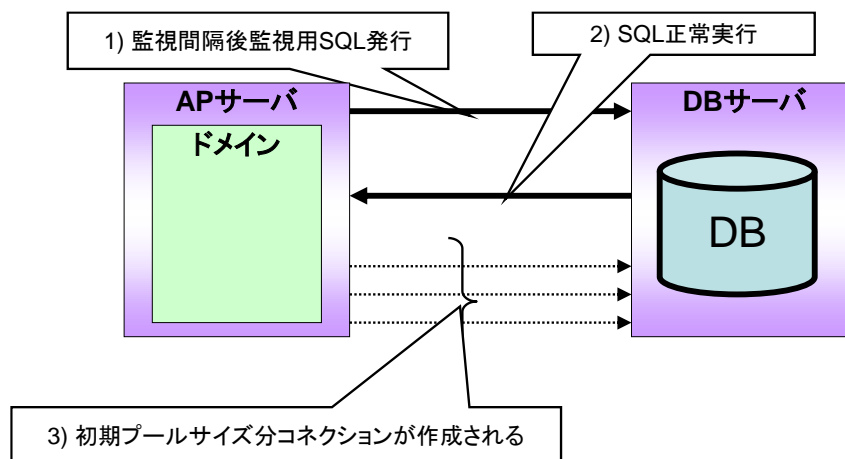 1) 監視間隔後監視用SQL発行
2) SQL正常実行
APサーバ
DBサーバ
ドメイン
DB
3) 初期プールサイズ分コネクションが作成される